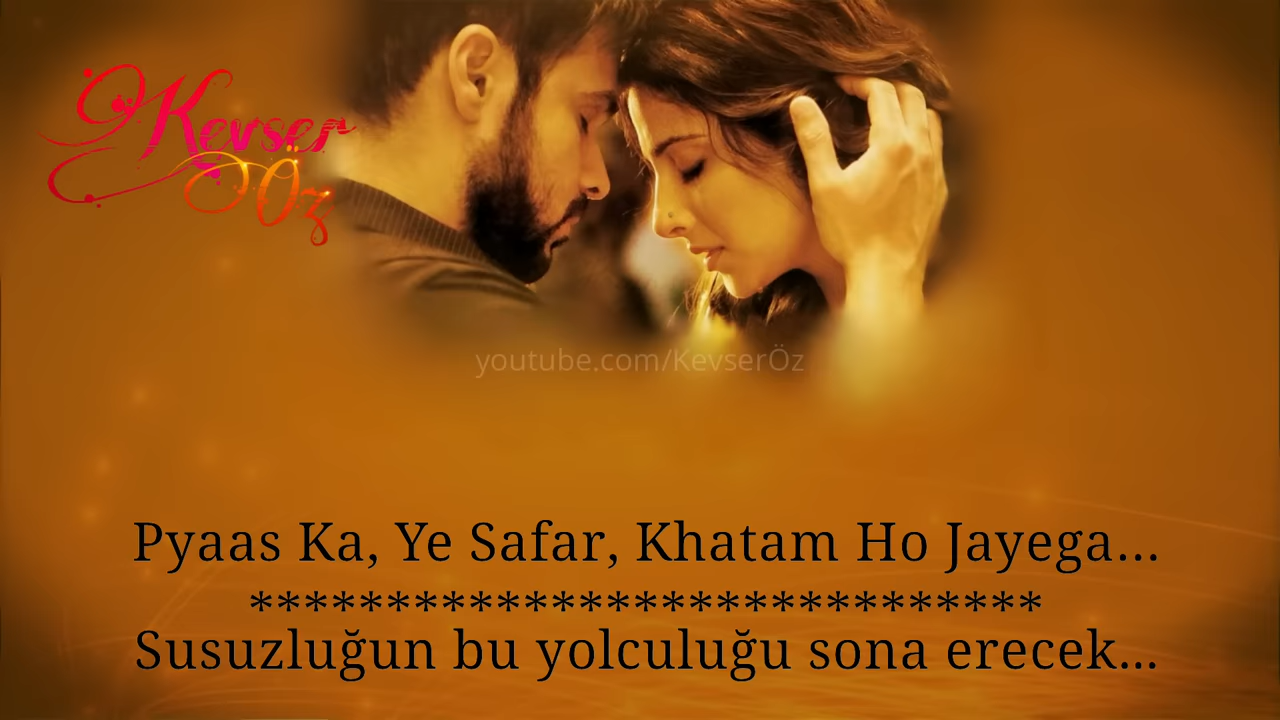 Kevser
Öz
youtube.com/KevserÖz
Pyaas Ka, Ye Safar, Khatam Ho Jayega...
*****************************
Susuzluğun bu yolculuğu sona erecek...